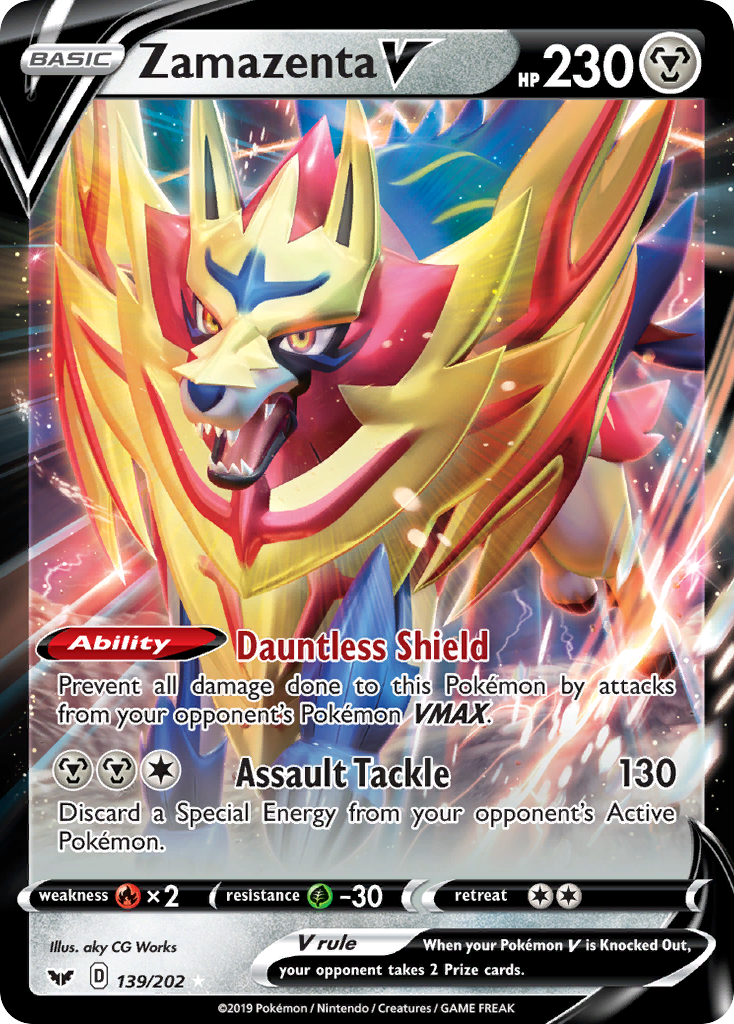 BASIC Zamazenta V HP 230
Ability Dauntless Shield
Prevent all damage done to this Pokémon by attacks
from your opponent's Pokémon VMAX.
Assault Tackle 130
Discard a Special Energy from your opponent's Active
Pokémon.
weakness ×2 resistance -30 retreat
Illus. aky CG Works
V rule When your Pokémon V is Knocked Out,
your opponent takes 2 Prize cards.
D 139/202
©2019 Pokémon / Nintendo / Creatures / GAME FREAK